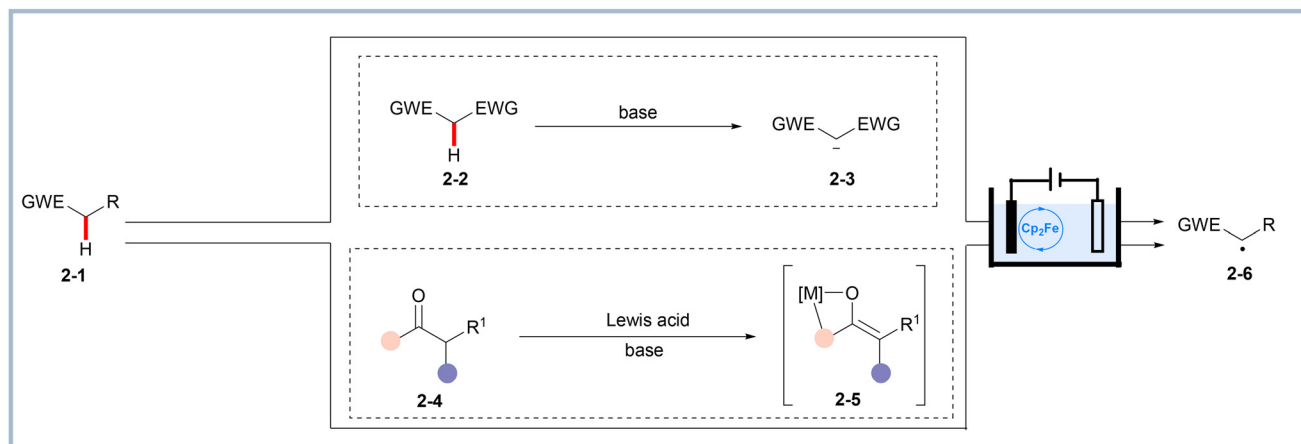 GWE
R
H
2-1
GWE
EWG
H
2-2
base
GWE
EWG
–
2-3
O
R¹
2-4
Lewis acid
base
[M]
O
R¹
2-5
Cp₂Fe
GWE
R
2-6